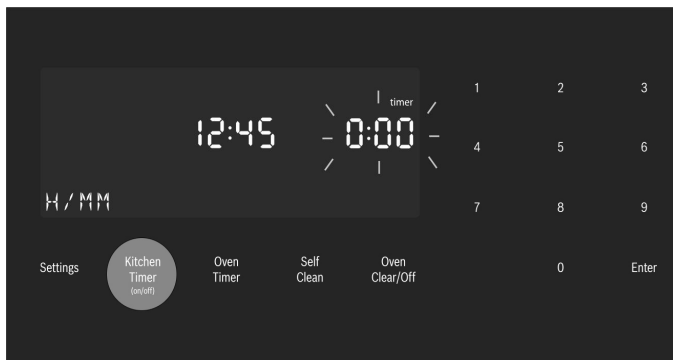 timer
12:45
0:00
H/MM
Settings
Kitchen
Timer
(on/off)
Oven
Timer
Self
Clean
Oven
Clear/Off
1 2 3
4 5 6
7 8 9
0 Enter